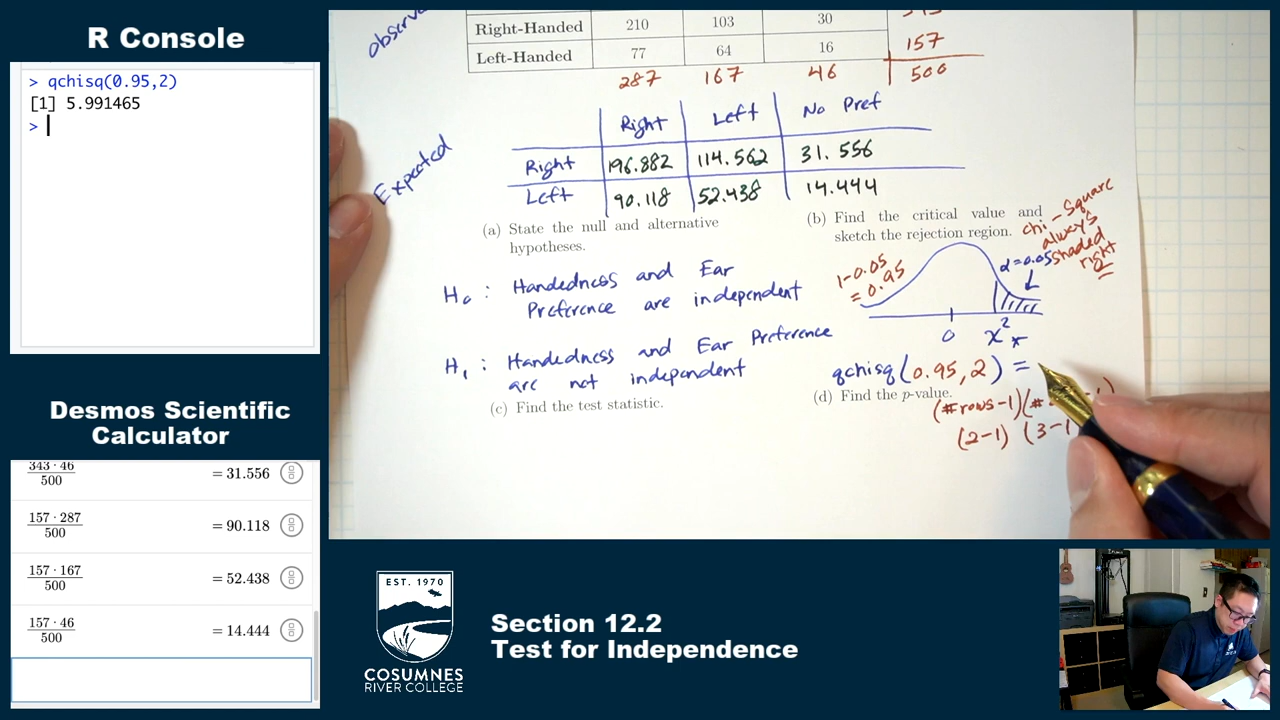 R Console
> qchisq(0.95,2)
[1] 5.991465
>
Desmos Scientific
Calculator
343 · 46
500
= 31.556
157 · 287
500
= 90.118
157 · 167
500
= 52.438
157 · 46
500
= 14.444
Right-Handed 210 103 30
Left-Handed 77 64 16 157
287 167 46 500
Expected
Right Left No Pref
Right 196.882 114.562 31.556
Left 90.118 52.438 14.444
(a) State the null and alternative
hypotheses.
H₀ : Handedness and Ear
Preference are independent
H₁ : Handedness and Ear Preference
are not independent
(b) Find the critical value and
sketch the rejection region.
chi-square
always
shaded
right
α=0.05
1-0.05
=0.95
0 x²*
qchisq(0.95, 2) =
(c) Find the test statistic.
(d) Find the p-value.
(#rows-1)(# -1)
(2-1) (3-1
EST. 1970
COSUMNES
RIVER COLLEGE
Section 12.2
Test for Independence